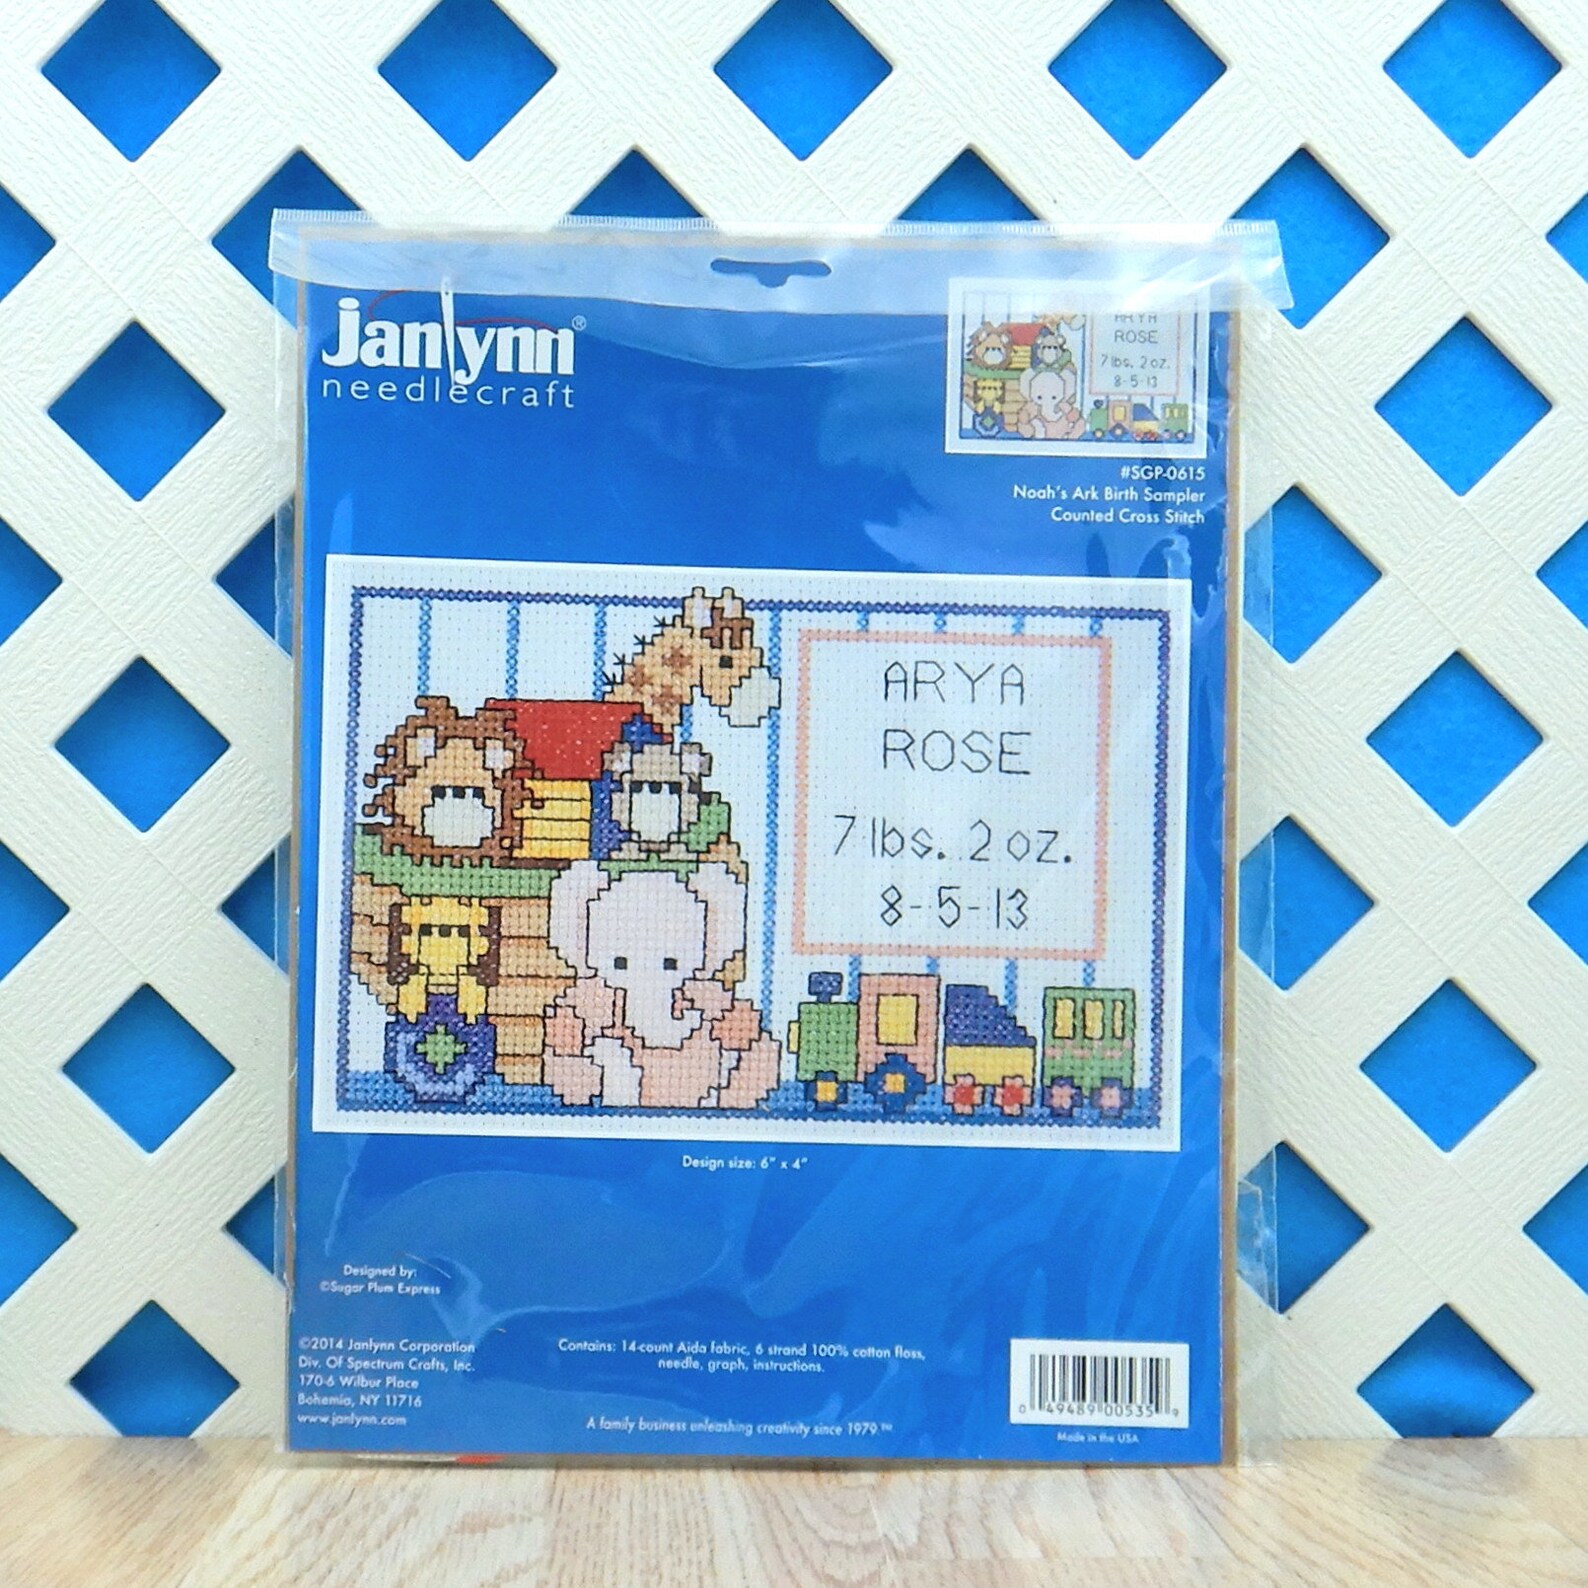 Janlynn®
needlecraft
ARYA
ROSE
7 lbs. 2 oz.
8-5-13
#SGP-0615
Noah's Ark Birth Sampler
Counted Cross Stitch
ARYA
ROSE
7 lbs. 2 oz.
8-5-13
Design size: 6" x 4"
Designed by:
©Sugar Plum Express
©2014 Janlynn Corporation
Div. Of Spectrum Crafts, Inc.
170-6 Wilbur Place
Bohemia, NY 11716
www.janlynn.com
Contains: 14-count Aida fabric, 6 strand 100% cotton floss,
needle, graph, instructions.
A family business unleashing creativity since 1979.™
0 49489 00535 9
Made in the USA